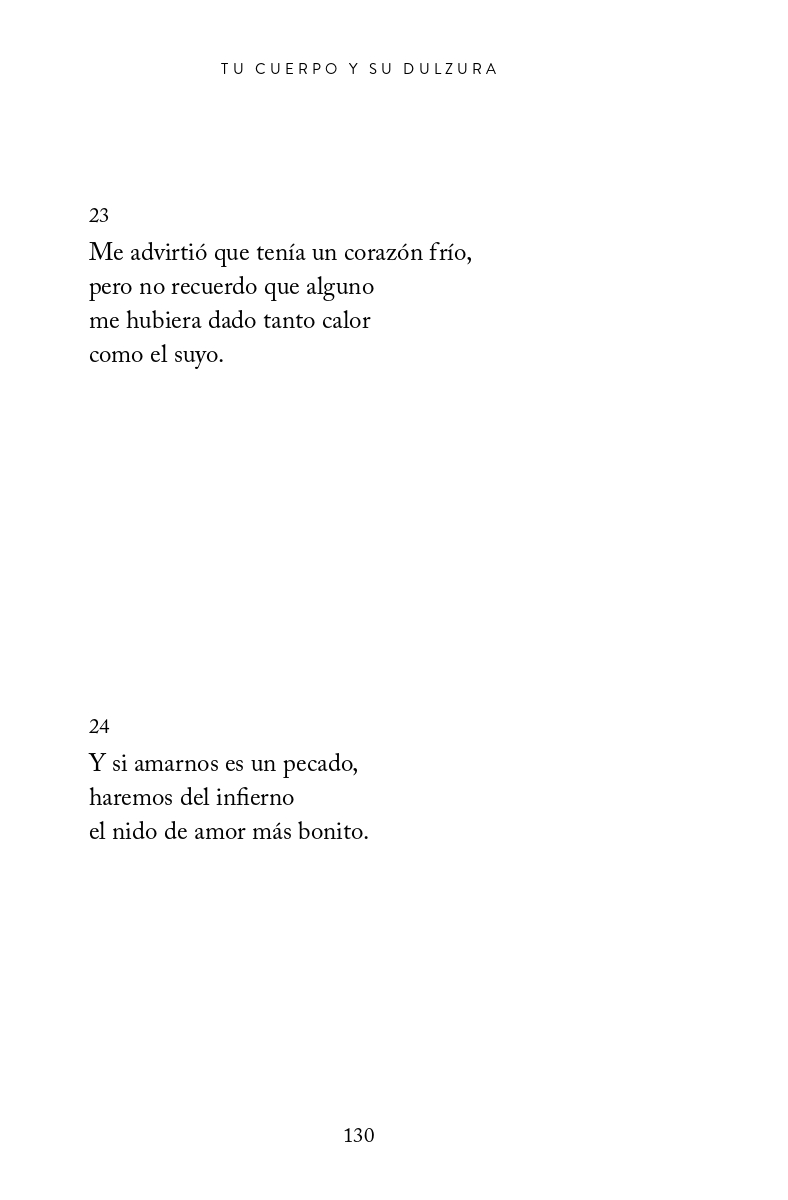 TU CUERPO Y SU DULZURA
23
Me advirtió que tenía un corazón frío,
pero no recuerdo que alguno
me hubiera dado tanto calor
como el suyo.
24
Y si amarnos es un pecado,
haremos del infierno
el nido de amor más bonito.
130